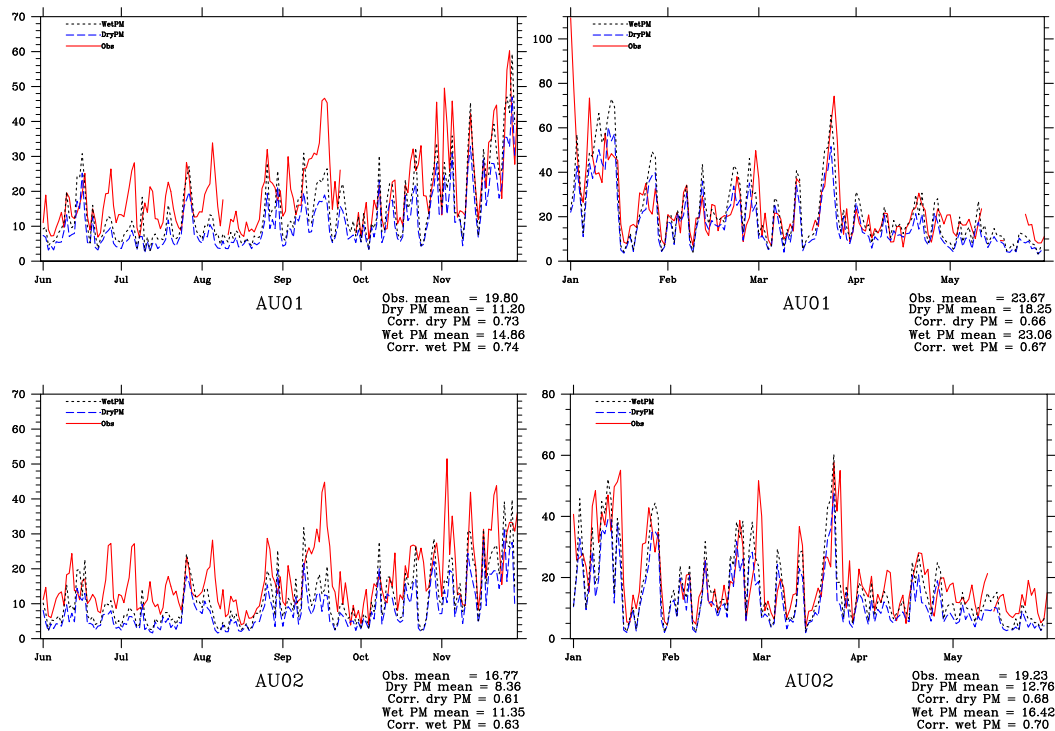 70
60
50
40
30
20
10
0
WetPM
DryPM
Obs
Jun Jul Aug Sep Oct Nov
AU01
Obs. mean = 19.80
Dry PM mean = 11.20
Corr. dry PM = 0.73
Wet PM mean = 14.86
Corr. wet PM = 0.74
100
80
60
40
20
0
WetPM
DryPM
Obs
Jan Feb Mar Apr May
AU01
Obs. mean = 23.67
Dry PM mean = 18.25
Corr. dry PM = 0.66
Wet PM mean = 23.06
Corr. wet PM = 0.67
70
60
50
40
30
20
10
0
WetPM
DryPM
Obs
Jun Jul Aug Sep Oct Nov
AU02
Obs. mean = 16.77
Dry PM mean = 8.36
Corr. dry PM = 0.61
Wet PM mean = 11.35
Corr. wet PM = 0.63
80
60
40
20
0
WetPM
DryPM
Obs
Jan Feb Mar Apr May
AU02
Obs. mean = 19.23
Dry PM mean = 12.76
Corr. dry PM = 0.68
Wet PM mean = 16.42
Corr. wet PM = 0.70